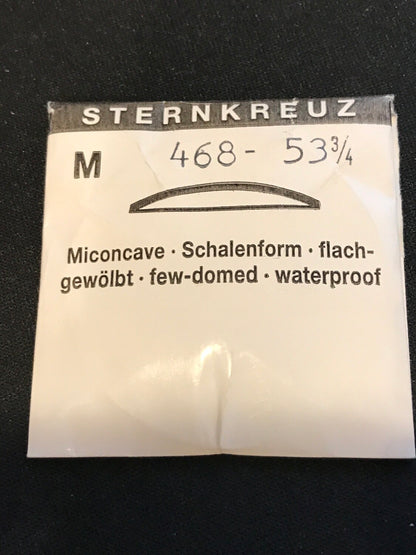 STERNKREUZ
M 468- 53¾
Miconcave · Schalenform · flach-
gewölbt · few-domed · waterproof